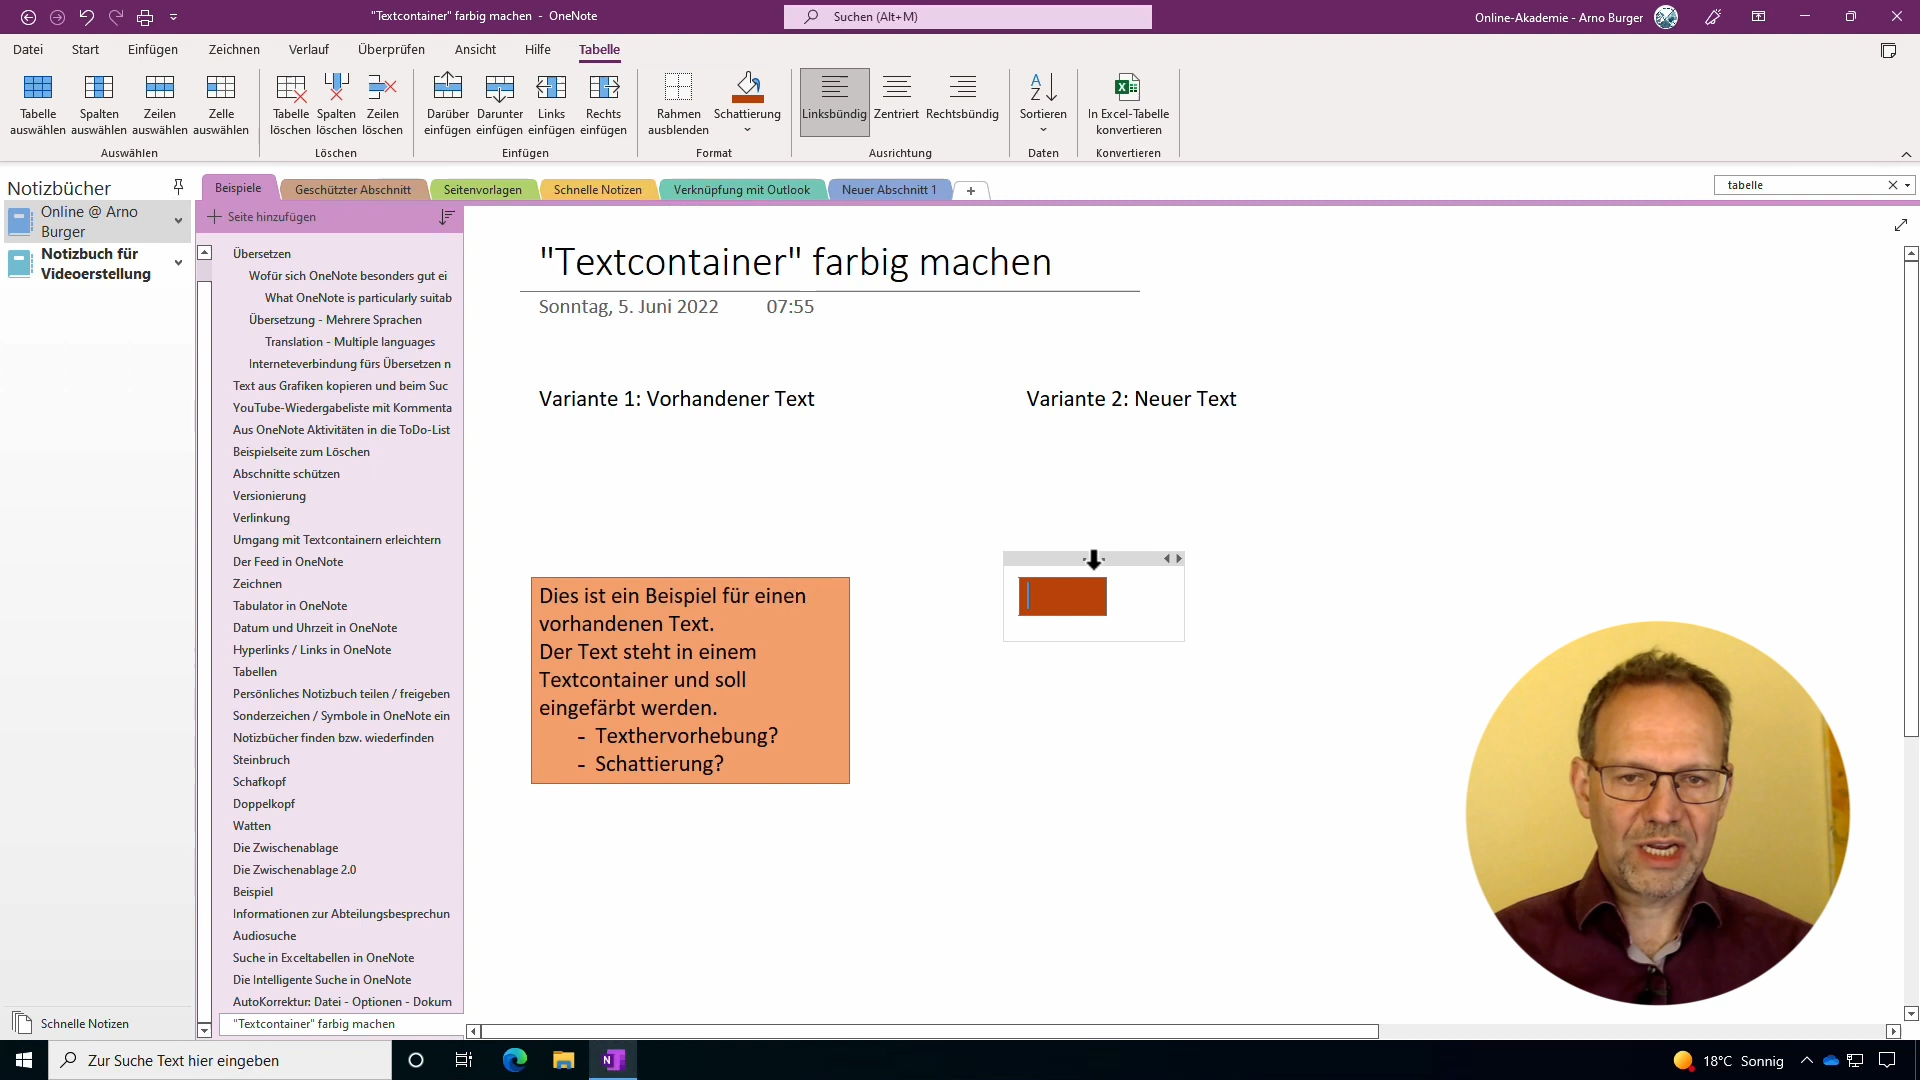 "Textcontainer" farbig machen - OneNote
Suchen (Alt+M)
Online-Akademie - Arno Burger
Datei
Start
Einfügen
Zeichnen
Verlauf
Überprüfen
Ansicht
Hilfe
Tabelle
Tabelle auswählen
Spalten auswählen
Zeilen auswählen
Zelle auswählen
Auswählen
Tabelle löschen
Spalten löschen
Zeilen löschen
Löschen
Darüber einfügen
Darunter einfügen
Links einfügen
Rechts einfügen
Einfügen
Rahmen ausblenden
Schattierung
Format
Linksbündig
Zentriert
Rechtsbündig
Ausrichtung
Sortieren
Daten
In Excel-Tabelle konvertieren
Konvertieren
Notizbücher
Online @ Arno
Burger
Notizbuch für
Videoerstellung
Schnelle Notizen
Beispiele
Geschützter Abschnitt
Seitenvorlagen
Schnelle Notizen
Verknüpfung mit Outlook
Neuer Abschnitt 1
tabelle
Seite hinzufügen
Übersetzen
Wofür sich OneNote besonders gut ei
What OneNote is particularly suitab
Übersetzung - Mehrere Sprachen
Translation - Multiple languages
Interneteverbindung fürs Übersetzen n
Text aus Grafiken kopieren und beim Suc
YouTube-Wiedergabeliste mit Kommenta
Aus OneNote Aktivitäten in die ToDo-List
Beispielseite zum Löschen
Abschnitte schützen
Versionierung
Verlinkung
Umgang mit Textcontainern erleichtern
Der Feed in OneNote
Zeichnen
Tabulator in OneNote
Datum und Uhrzeit in OneNote
Hyperlinks / Links in OneNote
Tabellen
Persönliches Notizbuch teilen / freigeben
Sonderzeichen / Symbole in OneNote ein
Notizbücher finden bzw. wiederfinden
Steinbruch
Schafkopf
Doppelkopf
Watten
Die Zwischenablage
Die Zwischenablage 2.0
Beispiel
Informationen zur Abteilungsbesprechun
Audiosuche
Suche in Exceltabellen in OneNote
Die Intelligente Suche in OneNote
AutoKorrektur: Datei - Optionen - Dokum
"Textcontainer" farbig machen
"Textcontainer" farbig machen
Sonntag, 5. Juni 2022 07:55
Variante 1: Vorhandener Text
Variante 2: Neuer Text
Dies ist ein Beispiel für einen
vorhandenen Text.
Der Text steht in einem
Textcontainer und soll
eingefärbt werden.
- Texthervorhebung?
- Schattierung?
Zur Suche Text hier eingeben
18°C Sonnig